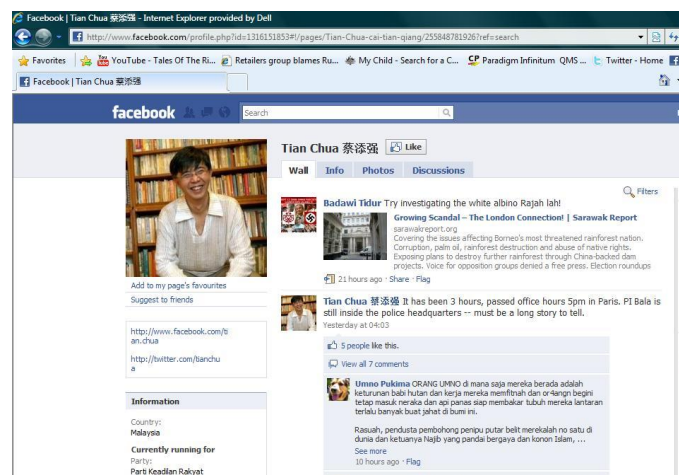 Facebook | Tian Chua 蔡添强 - Internet Explorer provided by Dell
http://www.facebook.com/profile.php?id=1316151853#!/pages/Tian-Chua-cai-tian-qiang/255848781926?ref=search
Favorites YouTube - Tales Of The Ri... Retailers group blames Ru... My Child - Search for a C... CP Paradigm Infinitum QMS ... Twitter - Home
Facebook | Tian Chua 蔡添强
facebook Search
Tian Chua 蔡添强 Like
Wall Info Photos Discussions
Filters
Badawi Tidur Try investigating the white albino Rajah lah!
Growing Scandal – The London Connection! | Sarawak Report
sarawakreport.org
Covering the issues affecting Borneo's most threatened rainforest nation.
Corruption, palm oil, rainforest destruction and abuse of native rights.
Exposing plans to destroy further rainforest through China-backed dam
projects. Voice for opposition groups denied a free press. Election roundups
21 hours ago · Share · Flag
Tian Chua 蔡添强 It has been 3 hours, passed office hours 5pm in Paris. PI Bala is
still inside the police headquarters -- must be a long story to tell.
Yesterday at 04:03
5 people like this.
View all 7 comments
Umno Pukima ORANG UMNO di mana saja mereka berada adalah
keturunan babi hutan dan kerja mereka memfitnah dan or4angn begini
tetap masuk neraka dan api panas siap membakar tubuh mereka lantaran
terlalu banyak buat jahat di bumi ini.
Rasuah, pendusta pembohong penipu putar belit merekalah no satu di
dunia dan ketuanya Najib yang pandai bergaya dan konon Islam, ...
See more
10 hours ago · Flag
Add to my page's favourites
Suggest to friends
http://www.facebook.com/ti
an.chua
http://twitter.com/tianchu
a
Information
Country:
Malaysia
Currently running for
Party:
Parti Keadilan Rakyat